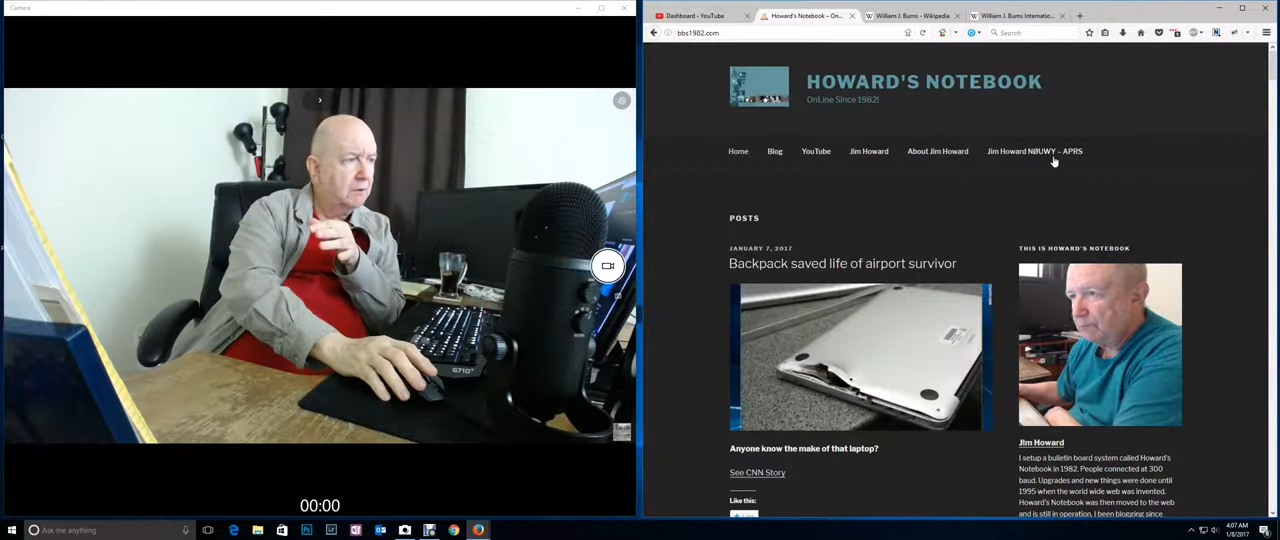 Camera
Dashboard - YouTube
Howard's Notebook – On...
William J. Burns - Wikipedia
William J. Burns Internatio...
bbs1982.com
Search
HOWARD'S NOTEBOOK
OnLine Since 1982!
Home
Blog
YouTube
Jim Howard
About Jim Howard
Jim Howard NØUWY – APRS
POSTS
JANUARY 7, 2017
Backpack saved life of airport survivor
Anyone know the make of that laptop?
See CNN Story
Like this:
THIS IS HOWARD'S NOTEBOOK
Jim Howard
I setup a bulletin board system called Howard's
Notebook in 1982. People connected at 300
baud. Upgrades and new things were done until
1995 when the world wide web was invented.
Howard's Notebook was then moved to the web
and is still in operation. I been blogging since
G710+
00:00
Ask me anything
4:07 AM
1/8/2017